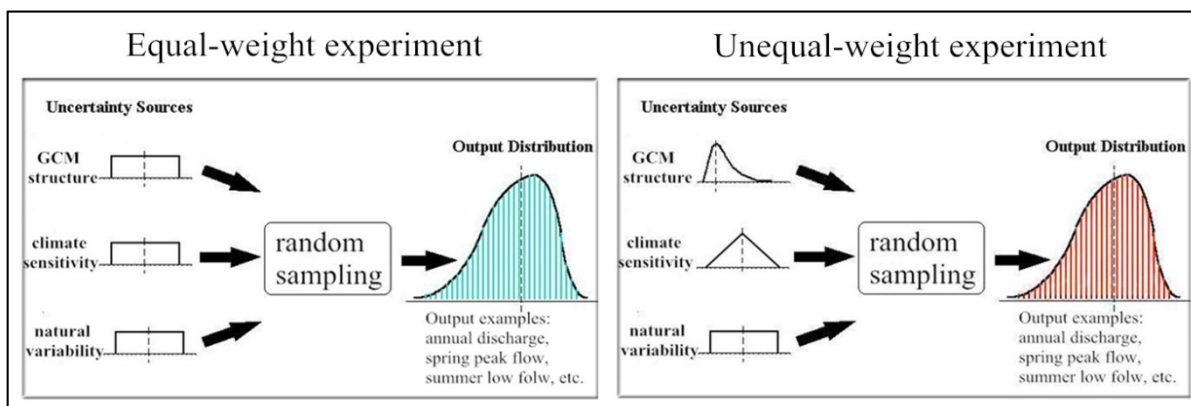 Equal-weight experiment
Uncertainty Sources
GCM
structure
climate
sensitivity
natural
variability
random
sampling
Output Distribution
Output examples:
annual discharge,
spring peak flow,
summer low folw, etc.
Unequal-weight experiment
Uncertainty Sources
GCM
structure
climate
sensitivity
natural
variability
random
sampling
Output Distribution
Output examples:
annual discharge,
spring peak flow,
summer low folw, etc.